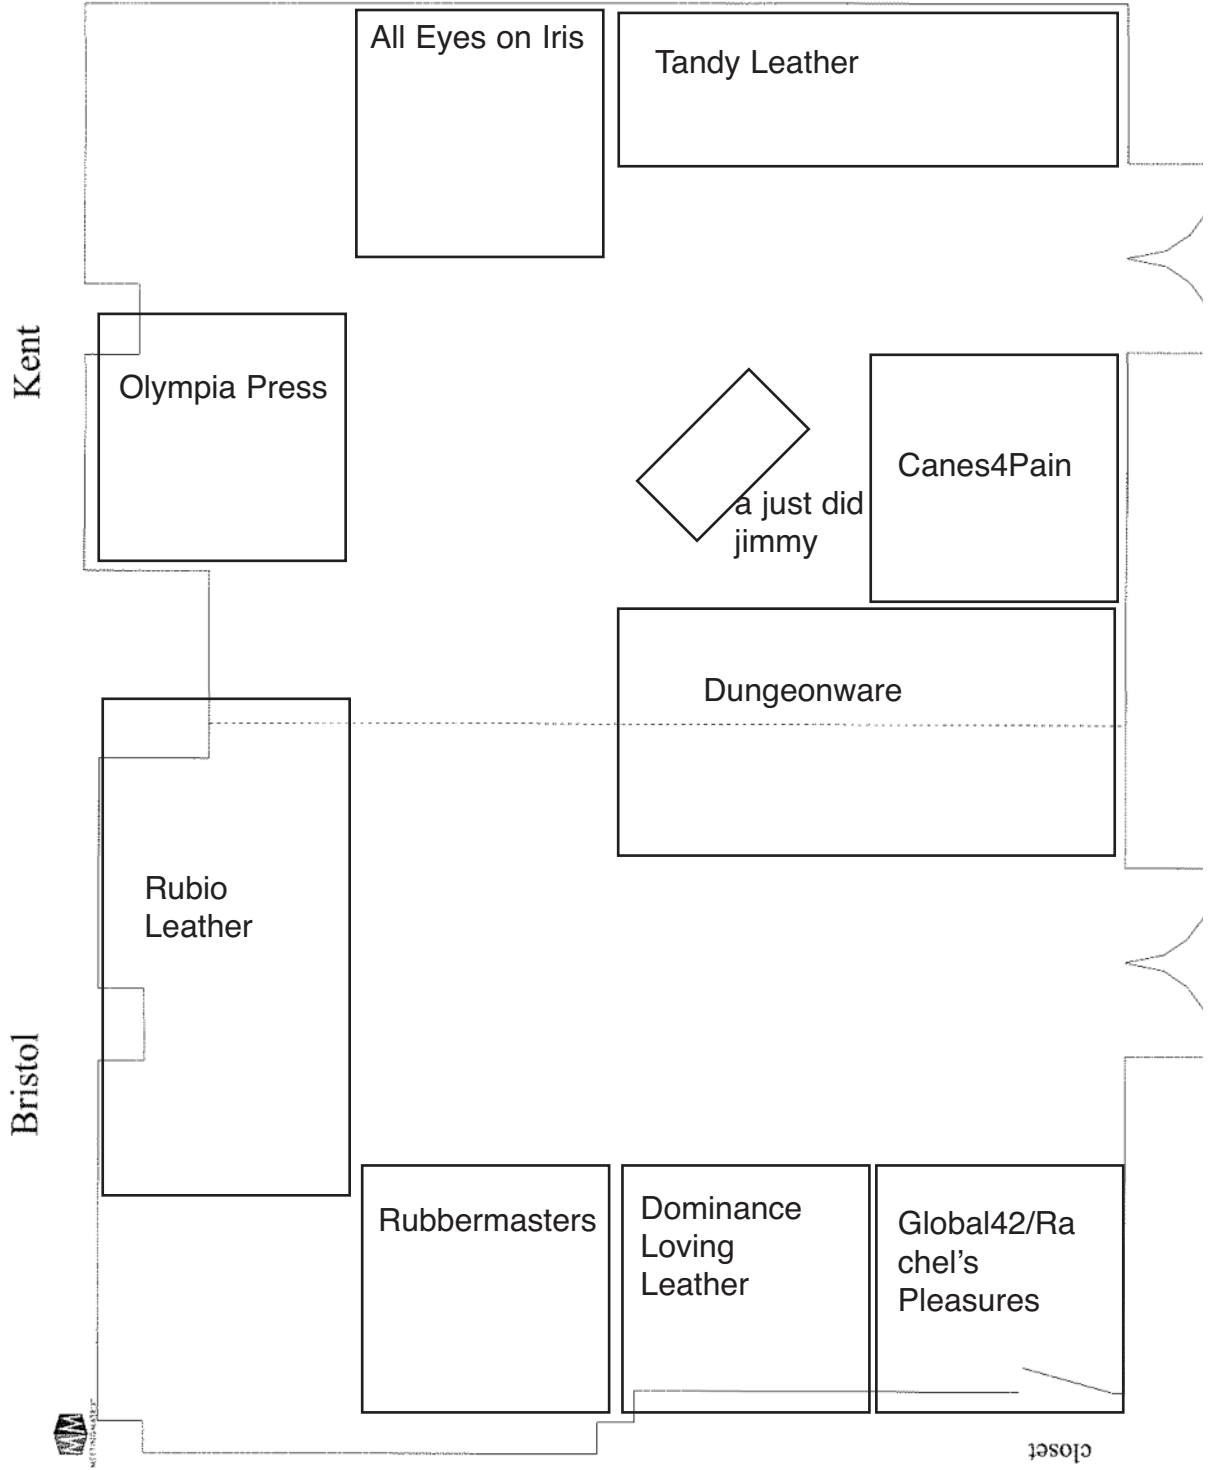 All Eyes on Iris
Tandy Leather
Kent
Olympia Press
Canes4Pain
a just did
jimmy
Dungeonware
Rubio
Leather
Bristol
Rubbermasters
Dominance
Loving
Leather
Global42/Ra
chel's
Pleasures
closet